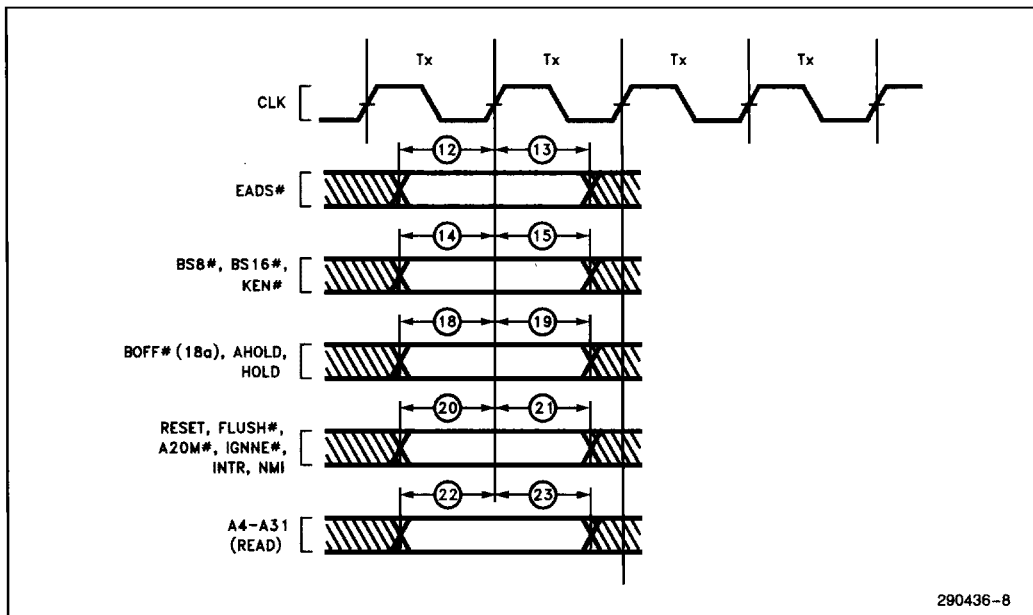 Tx Tx Tx Tx
CLK
12 13
EADS#
14 15
BS8#, BS16#,
KEN#
18 19
BOFF# (18a), AHOLD,
HOLD
20 21
RESET, FLUSH#,
A20M#, IGNNE#,
INTR, NMI
22 23
A4-A31
(READ)
290436-8